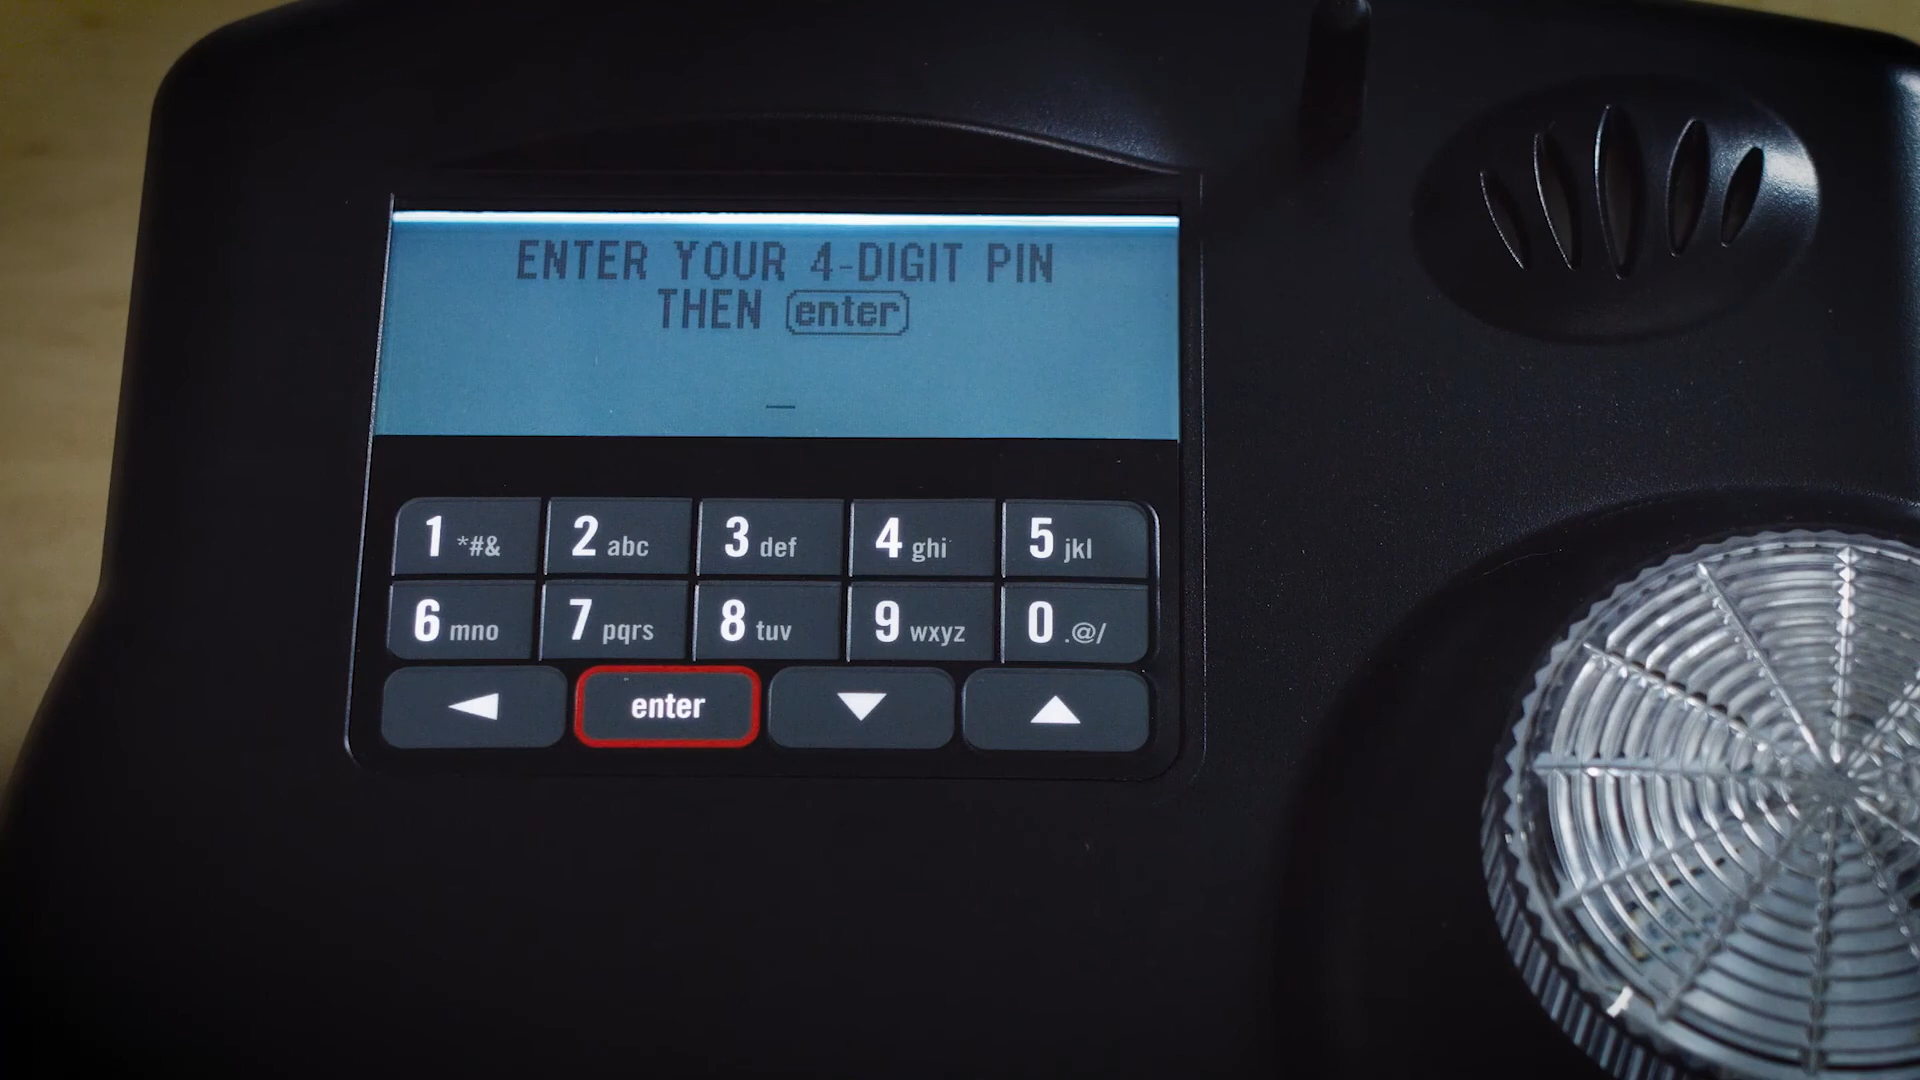 ENTER YOUR 4-DIGIT PIN
THEN enter
1 *#& 2 abc 3 def 4 ghi 5 jkl
6 mno 7 pqrs 8 tuv 9 wxyz 0 .@/
enter